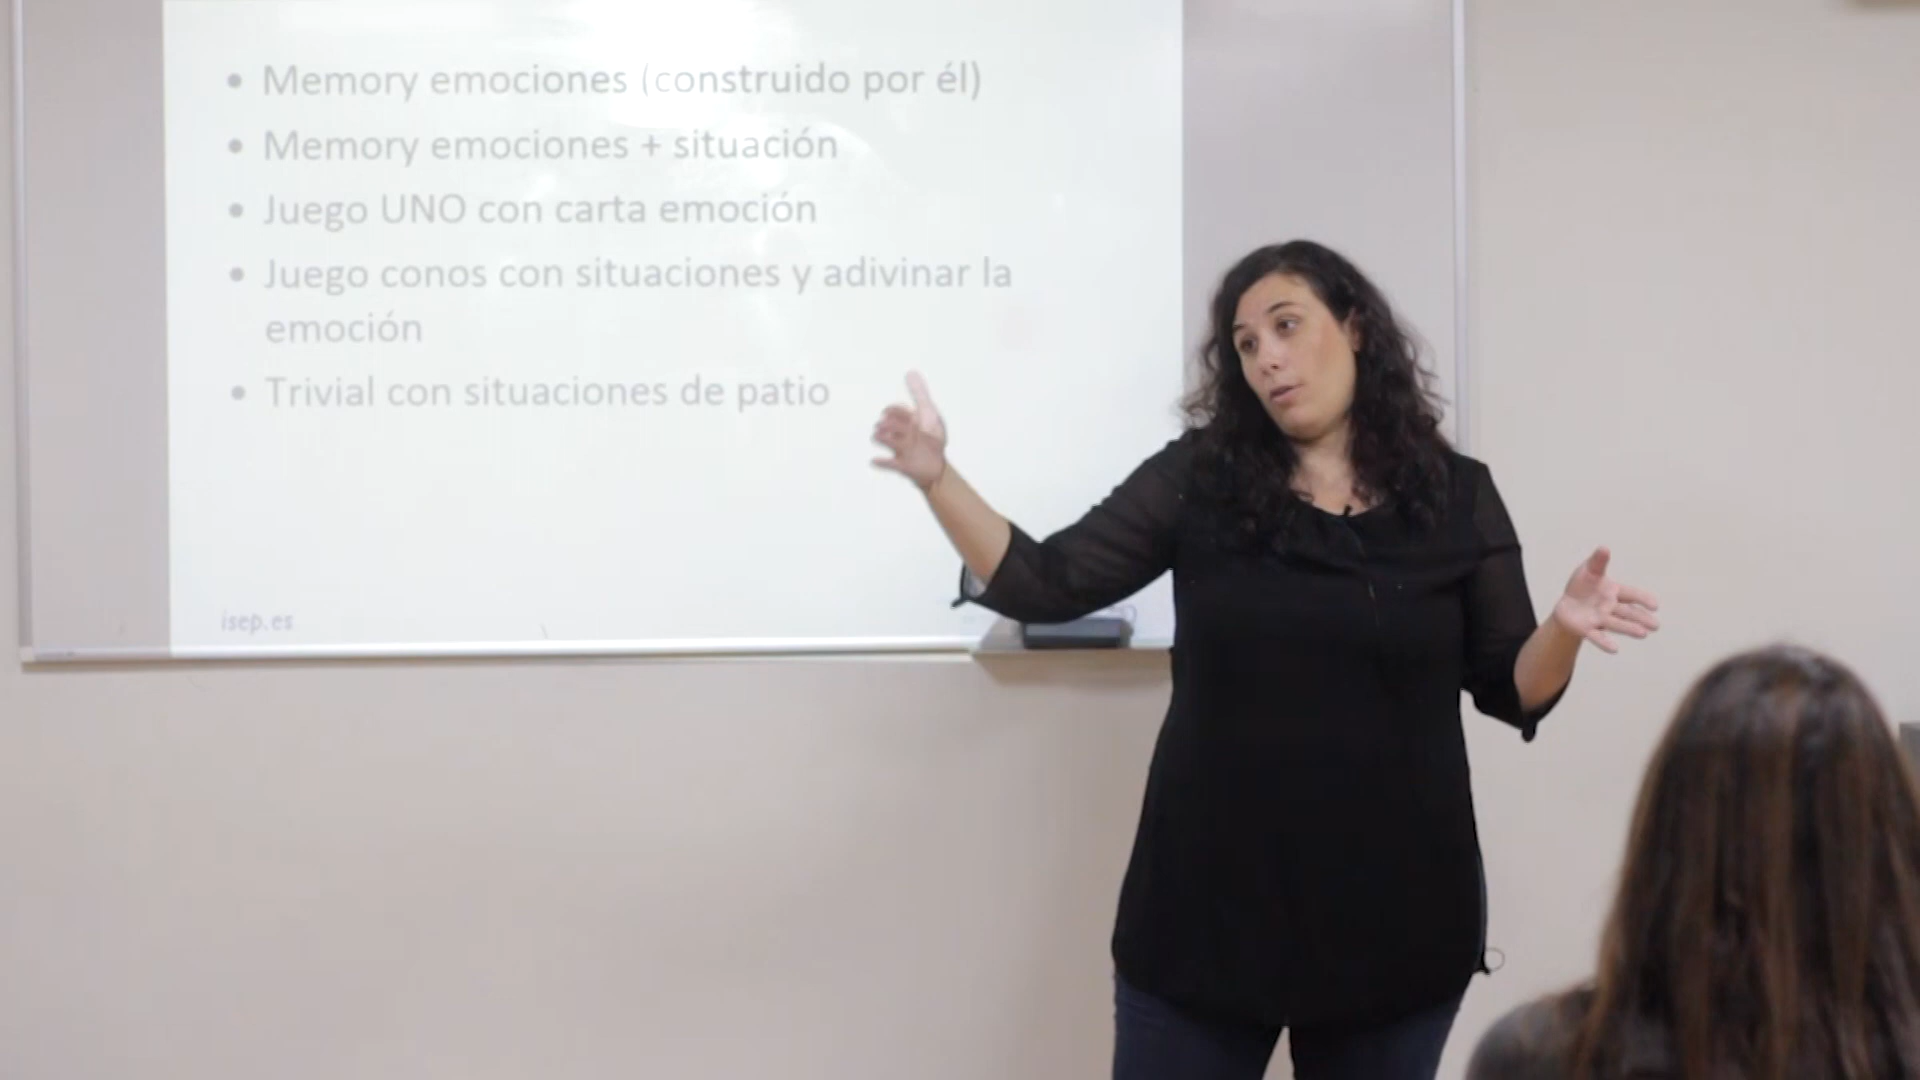 • Memory emociones (construido por él)
• Memory emociones + situación
• Juego UNO con carta emoción
• Juego conos con situaciones y adivinar la
emoción
• Trivial con situaciones de patio
isep.es